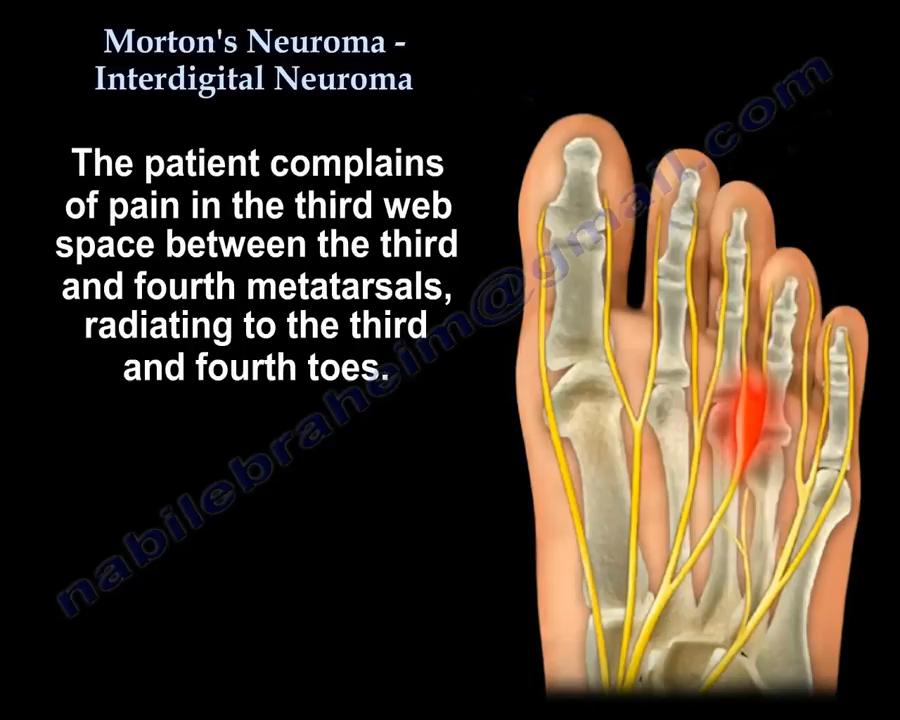 Morton's Neuroma -
Interdigital Neuroma
The patient complains
of pain in the third web
space between the third
and fourth metatarsals,
radiating to the third
and fourth toes.
nabilebraheim@gmail.com